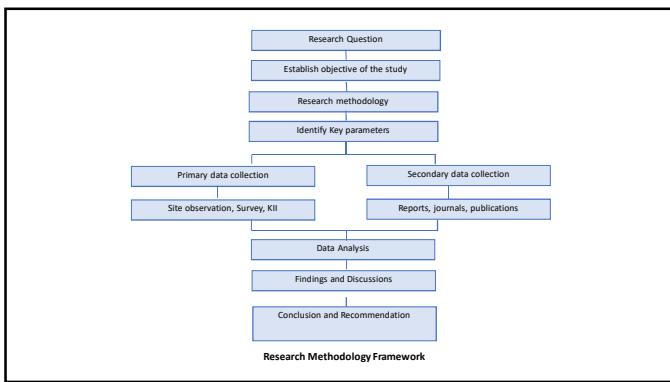 Research Question
Establish objective of the study
Research methodology
Identify Key parameters
Primary data collection
Secondary data collection
Site observation, Survey, KII
Reports, journals, publications
Data Analysis
Findings and Discussions
Conclusion and Recommendation
Research Methodology Framework